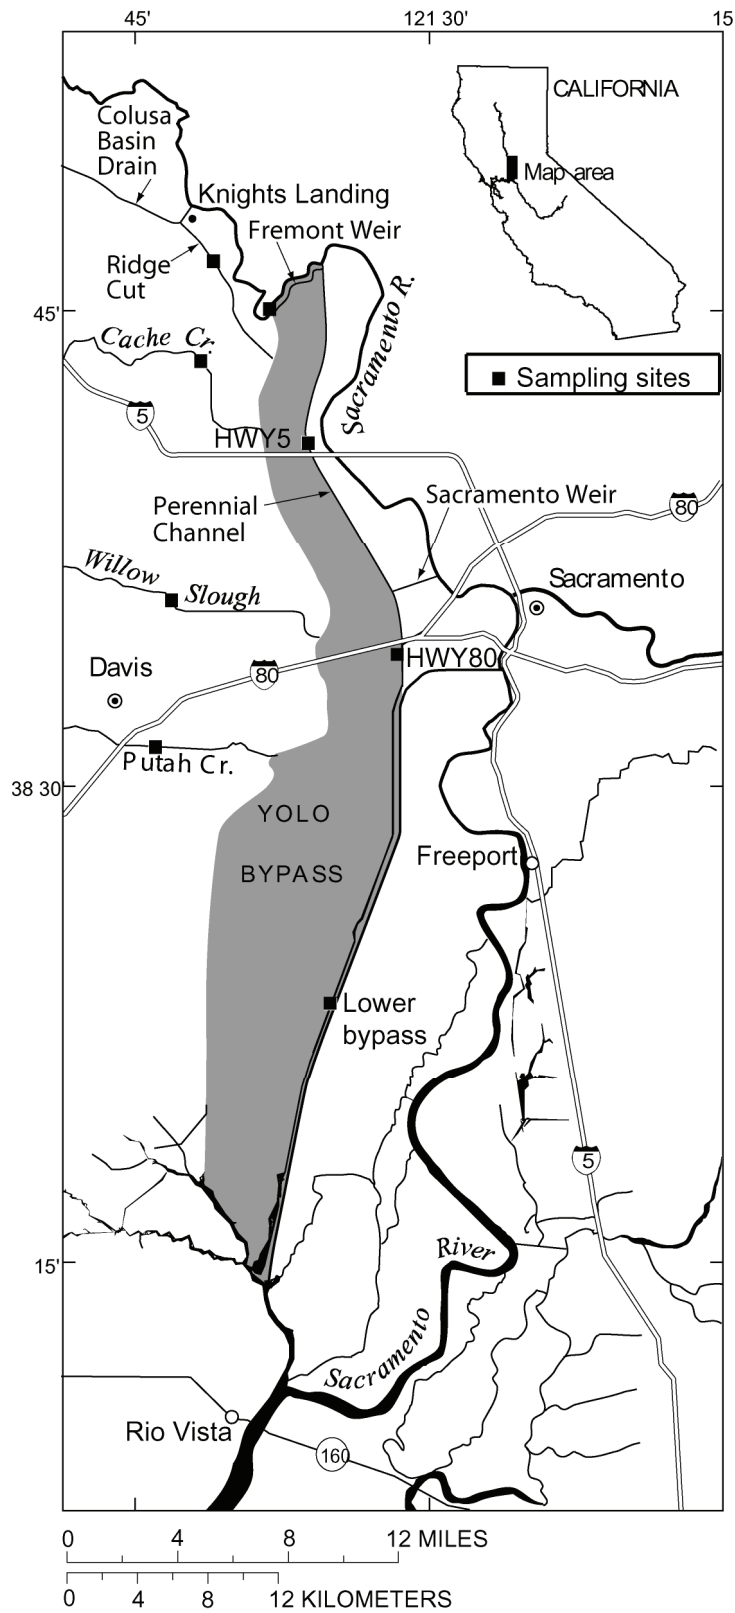 45'
121 30'
15
CALIFORNIA
Map area
Colusa
Basin
Drain
Knights Landing
Fremont Weir
Ridge
Cut
Sacramento R.
45'
Cache Cr.
Sampling sites
5
HWY5
Perennial
Channel
Sacramento Weir
80
Willow Slough
Sacramento
Davis
80
HWY80
Putah Cr.
38 30'
YOLO
BYPASS
Freeport
Lower
bypass
5
15'
River
Sacramento
Rio Vista
160
0 4 8 12 MILES
0 4 8 12 KILOMETERS